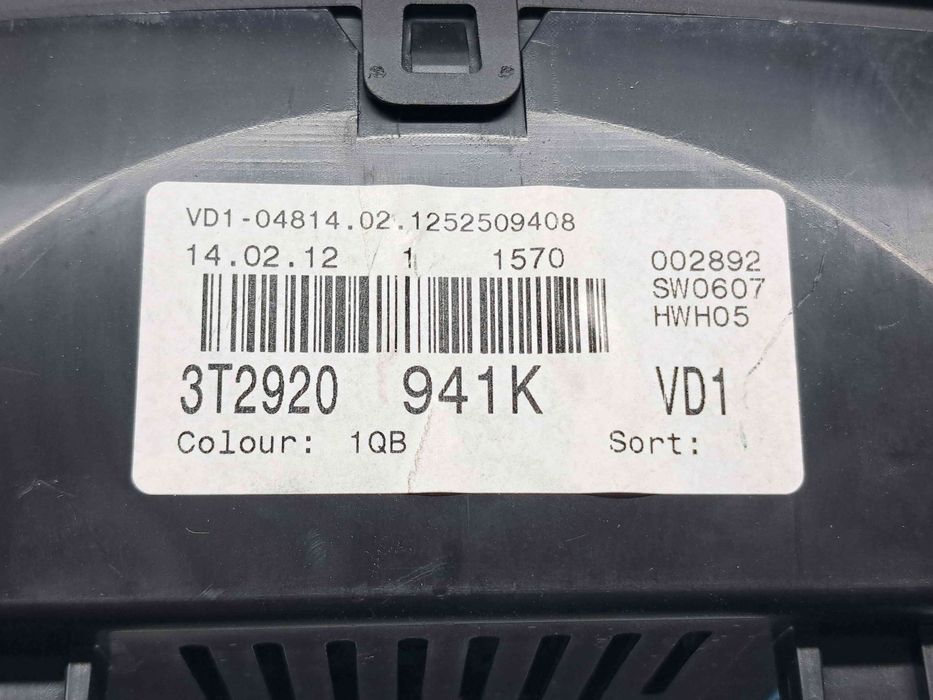 VD1-04814.02.1252509408
14.02.12 1 1570 002892
SW0607
HWH05
3T2920 941K VD1
Colour: 1QB Sort: